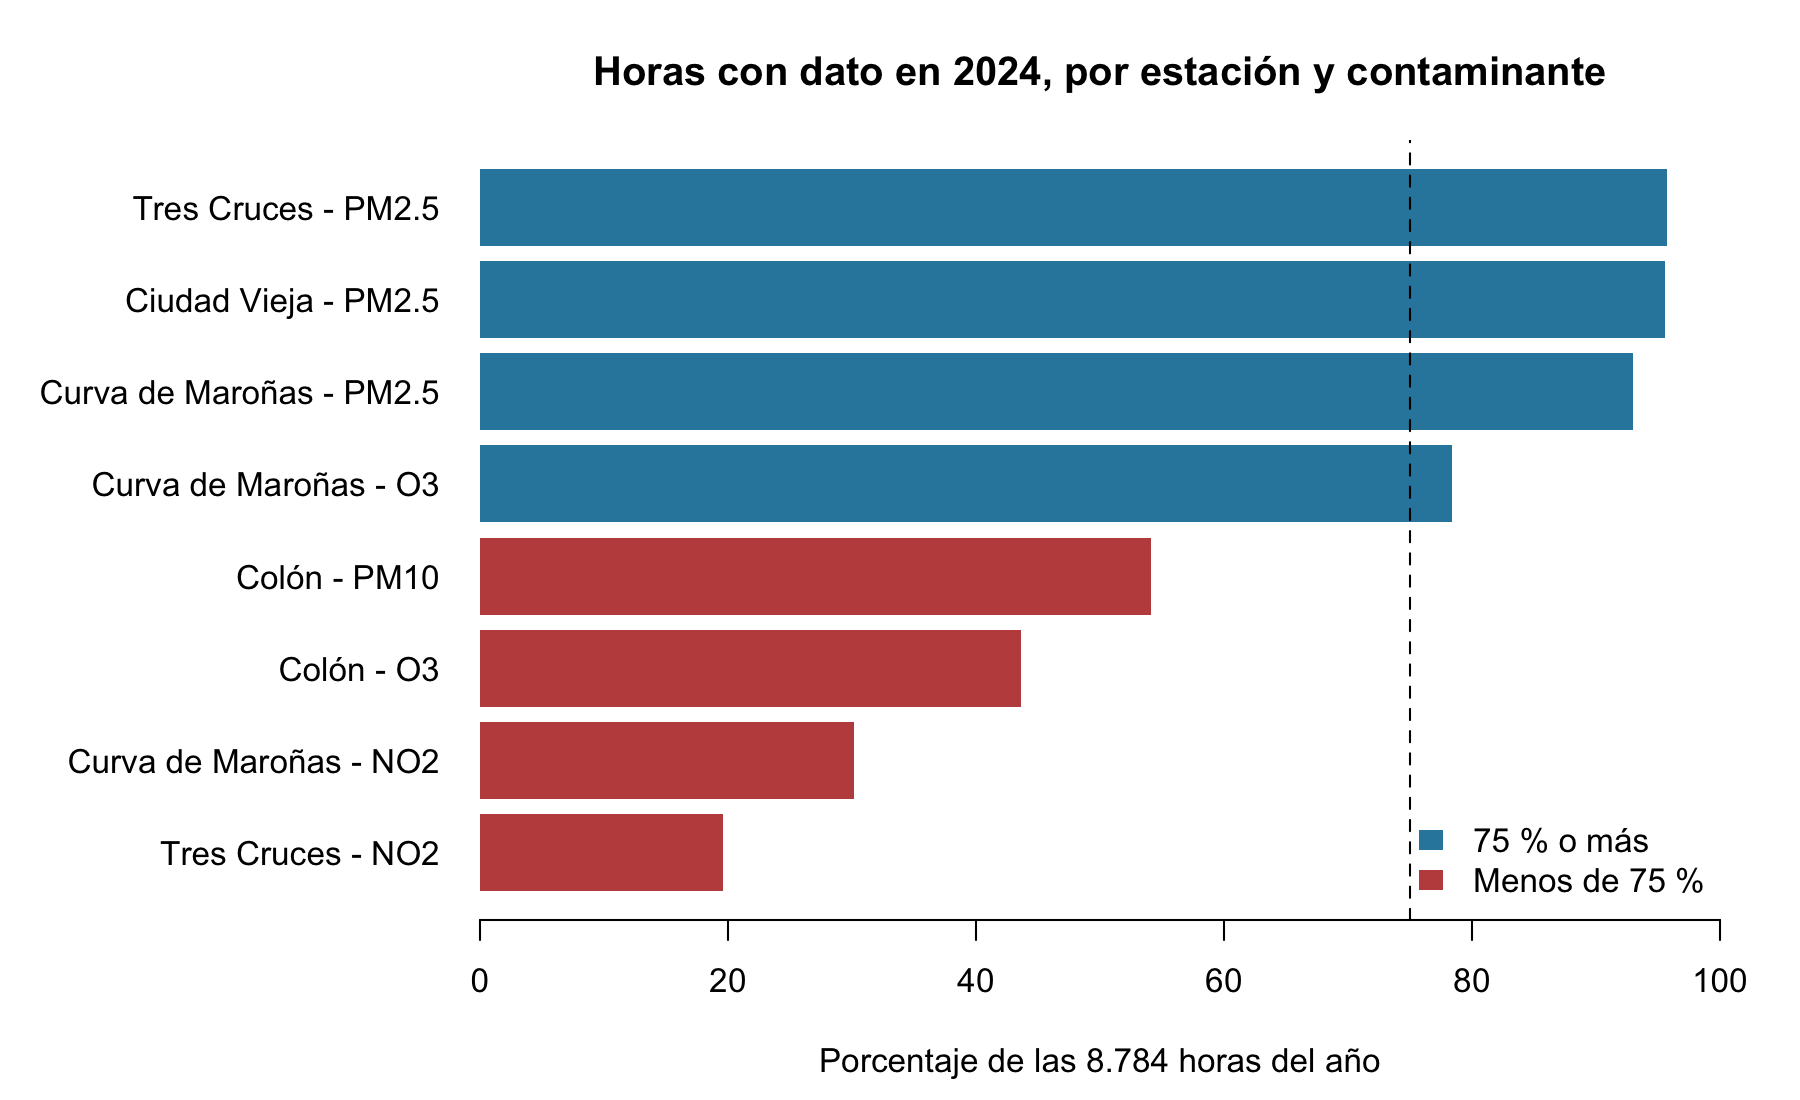 Horas con dato en 2024, por estación y contaminante
Tres Cruces - PM2.5
Ciudad Vieja - PM2.5
Curva de Maroñas - PM2.5
Curva de Maroñas - O3
Colón - PM10
Colón - O3
Curva de Maroñas - NO2
Tres Cruces - NO2
75 % o más
Menos de 75 %
0 20 40 60 80 100
Porcentaje de las 8.784 horas del año